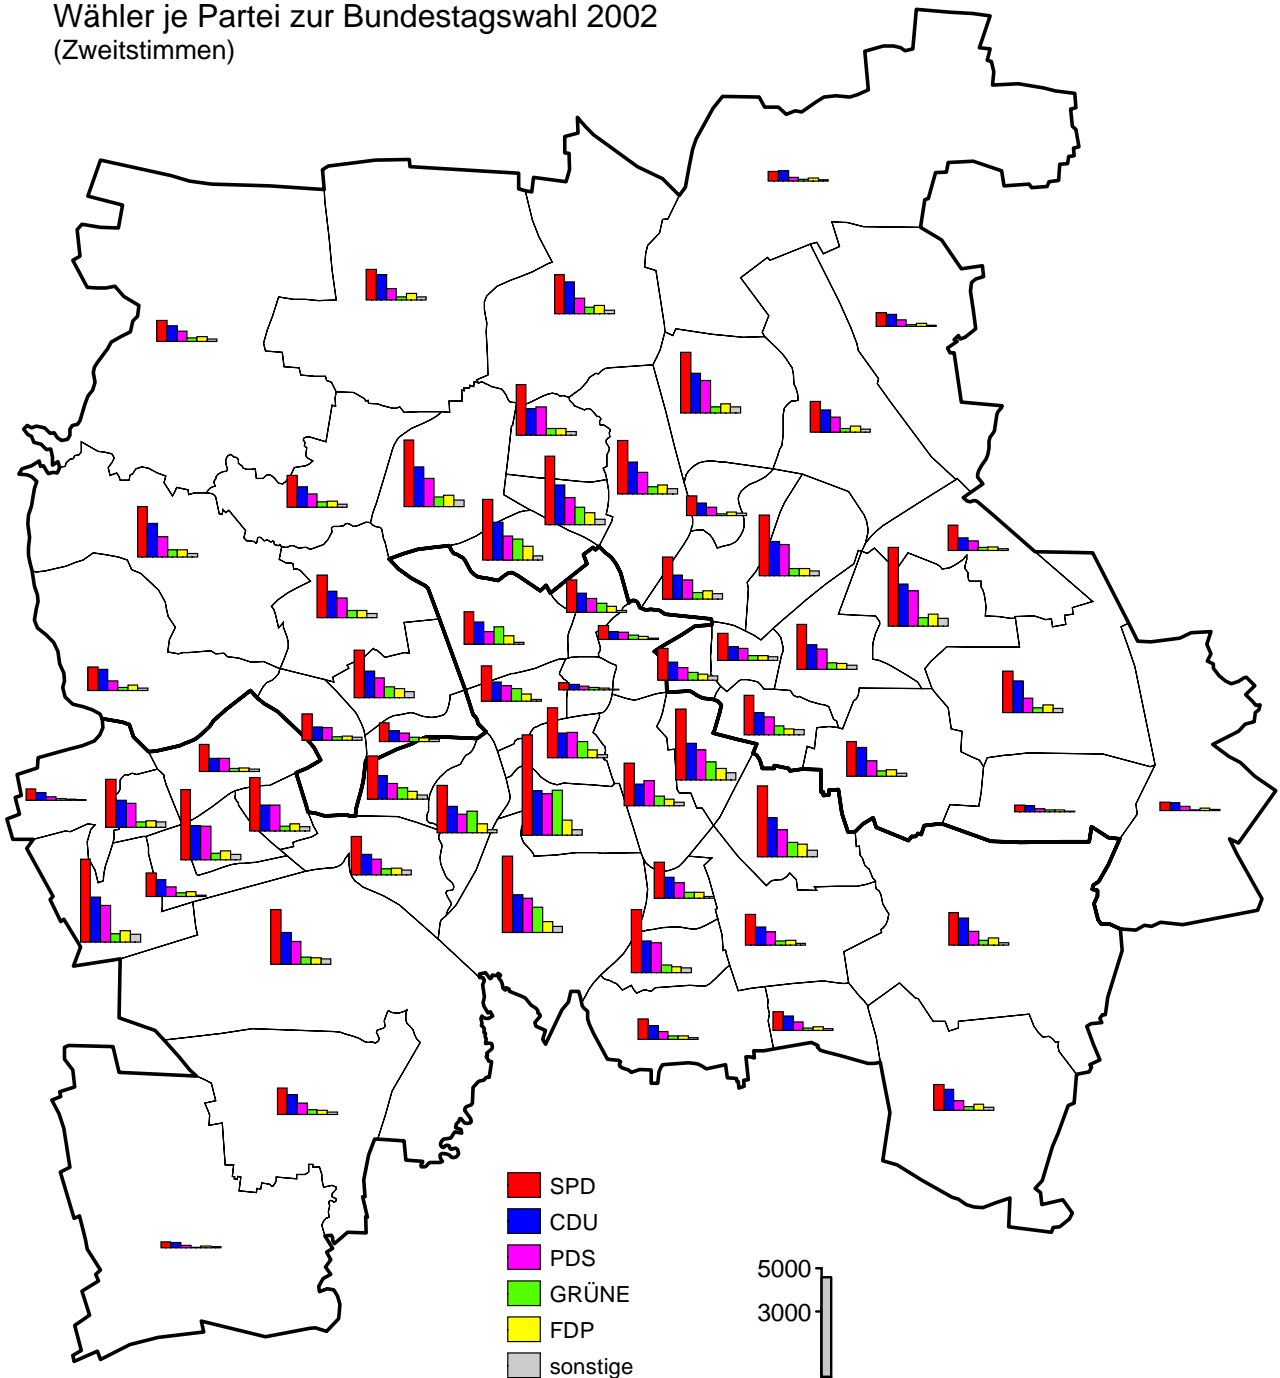 Wähler je Partei zur Bundestagswahl 2002
(Zweitstimmen)
SPD
CDU
PDS
GRÜNE
FDP
sonstige
5000
3000